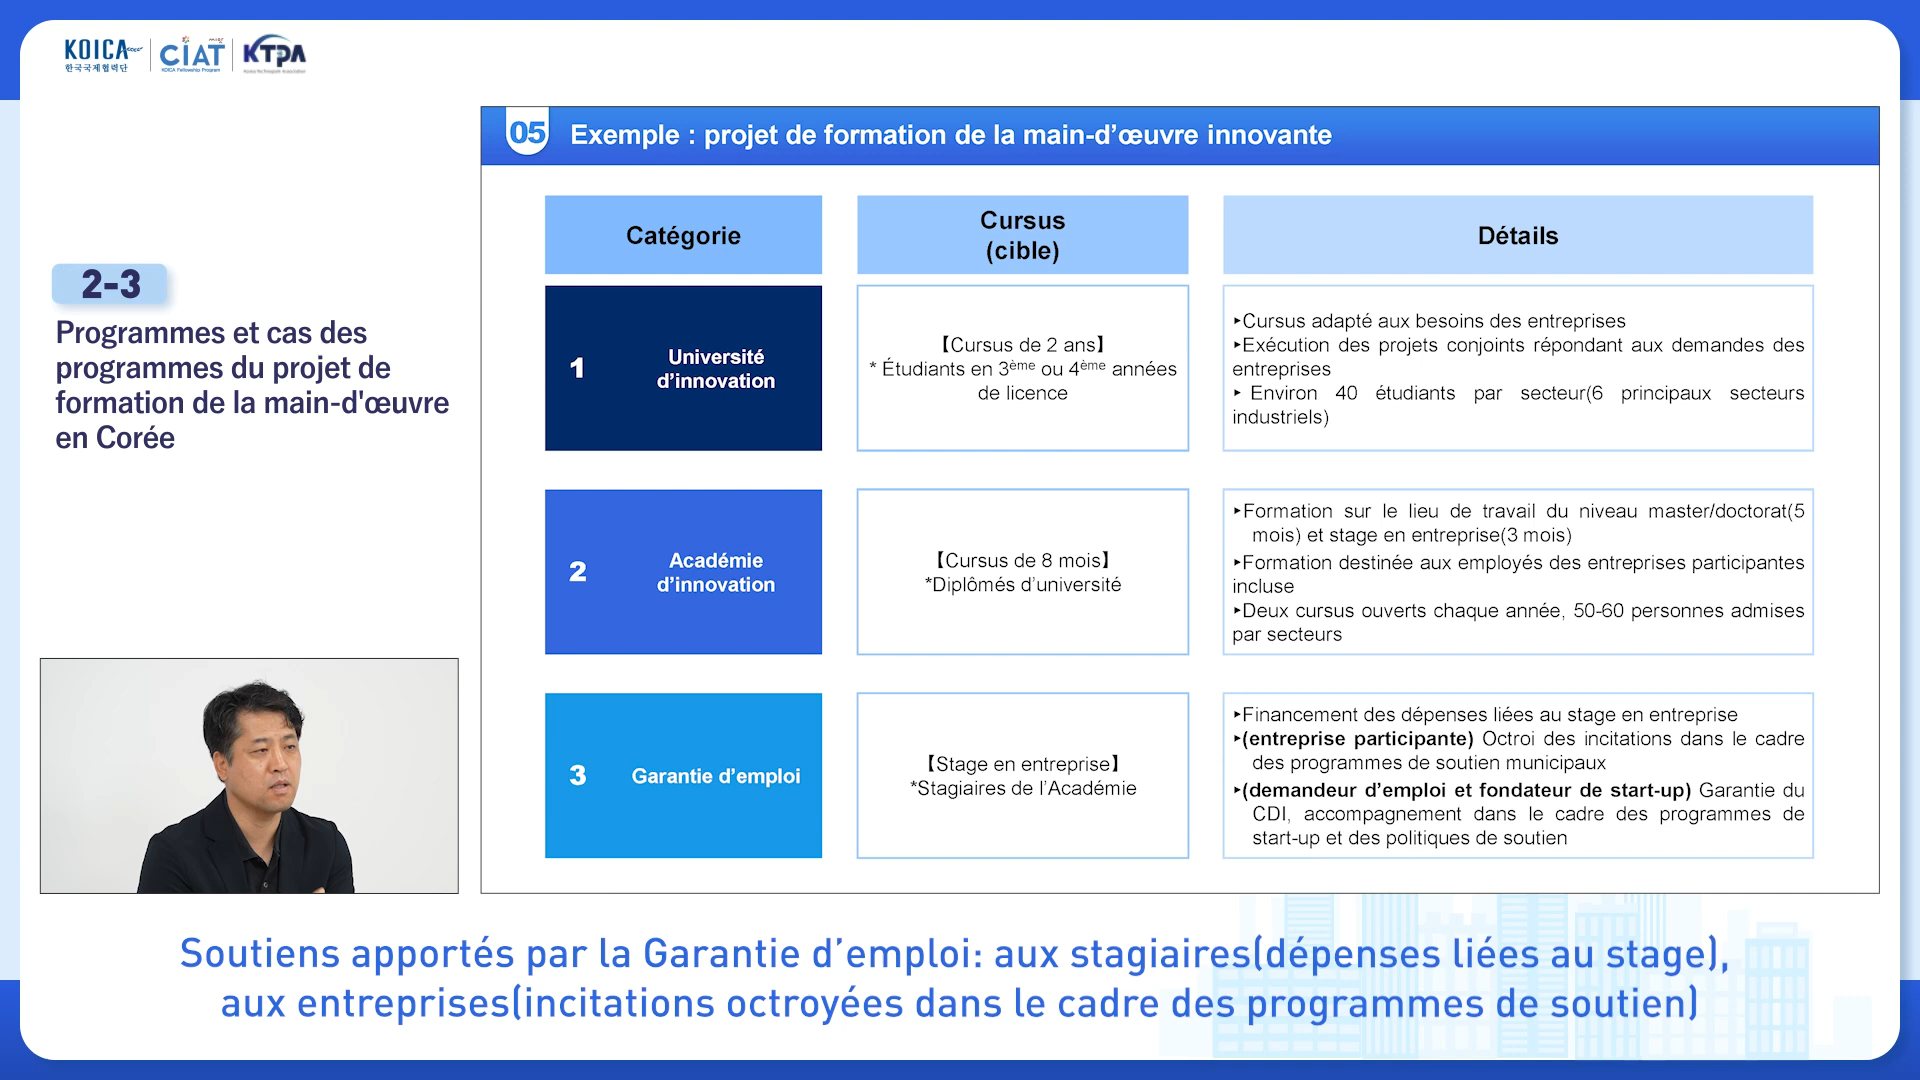 KOICA
한국국제협력단
CIAT
KOICA Fellowship Program
KTPA
Korea Technopark Association
05
Exemple : projet de formation de la main-d’œuvre innovante
2-3
Programmes et cas des
programmes du projet de
formation de la main-d'œuvre
en Corée
Catégorie
Cursus
(cible)
Détails
1
Université
d’innovation
【Cursus de 2 ans】
* Étudiants en 3ème ou 4ème années
de licence
‣Cursus adapté aux besoins des entreprises
‣Exécution des projets conjoints répondant aux demandes des
entreprises
‣ Environ 40 étudiants par secteur(6 principaux secteurs
industriels)
2
Académie
d’innovation
【Cursus de 8 mois】
*Diplômés d’université
‣Formation sur le lieu de travail du niveau master/doctorat(5
mois) et stage en entreprise(3 mois)
‣Formation destinée aux employés des entreprises participantes
incluse
‣Deux cursus ouverts chaque année, 50-60 personnes admises
par secteurs
3
Garantie d’emploi
【Stage en entreprise】
*Stagiaires de l’Académie
‣Financement des dépenses liées au stage en entreprise
‣(entreprise participante) Octroi des incitations dans le cadre
des programmes de soutien municipaux
‣(demandeur d’emploi et fondateur de start-up) Garantie du
CDI, accompagnement dans le cadre des programmes de
start-up et des politiques de soutien
Soutiens apportés par la Garantie d’emploi: aux stagiaires(dépenses liées au stage),
aux entreprises(incitations octroyées dans le cadre des programmes de soutien)